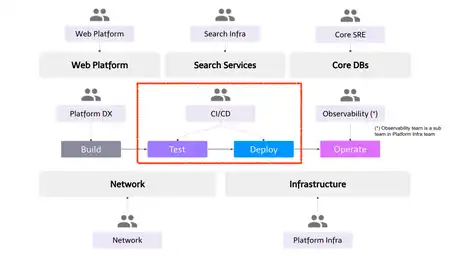 Web Platform
Search Infra
Core SRE
Web Platform
Search Services
Core DBs
Platform DX
CI/CD
Observability (*)
(*) Observability team is a sub
team in Platform Infra team
Build
Test
Deploy
Operate
Network
Infrastructure
Network
Platform Infra